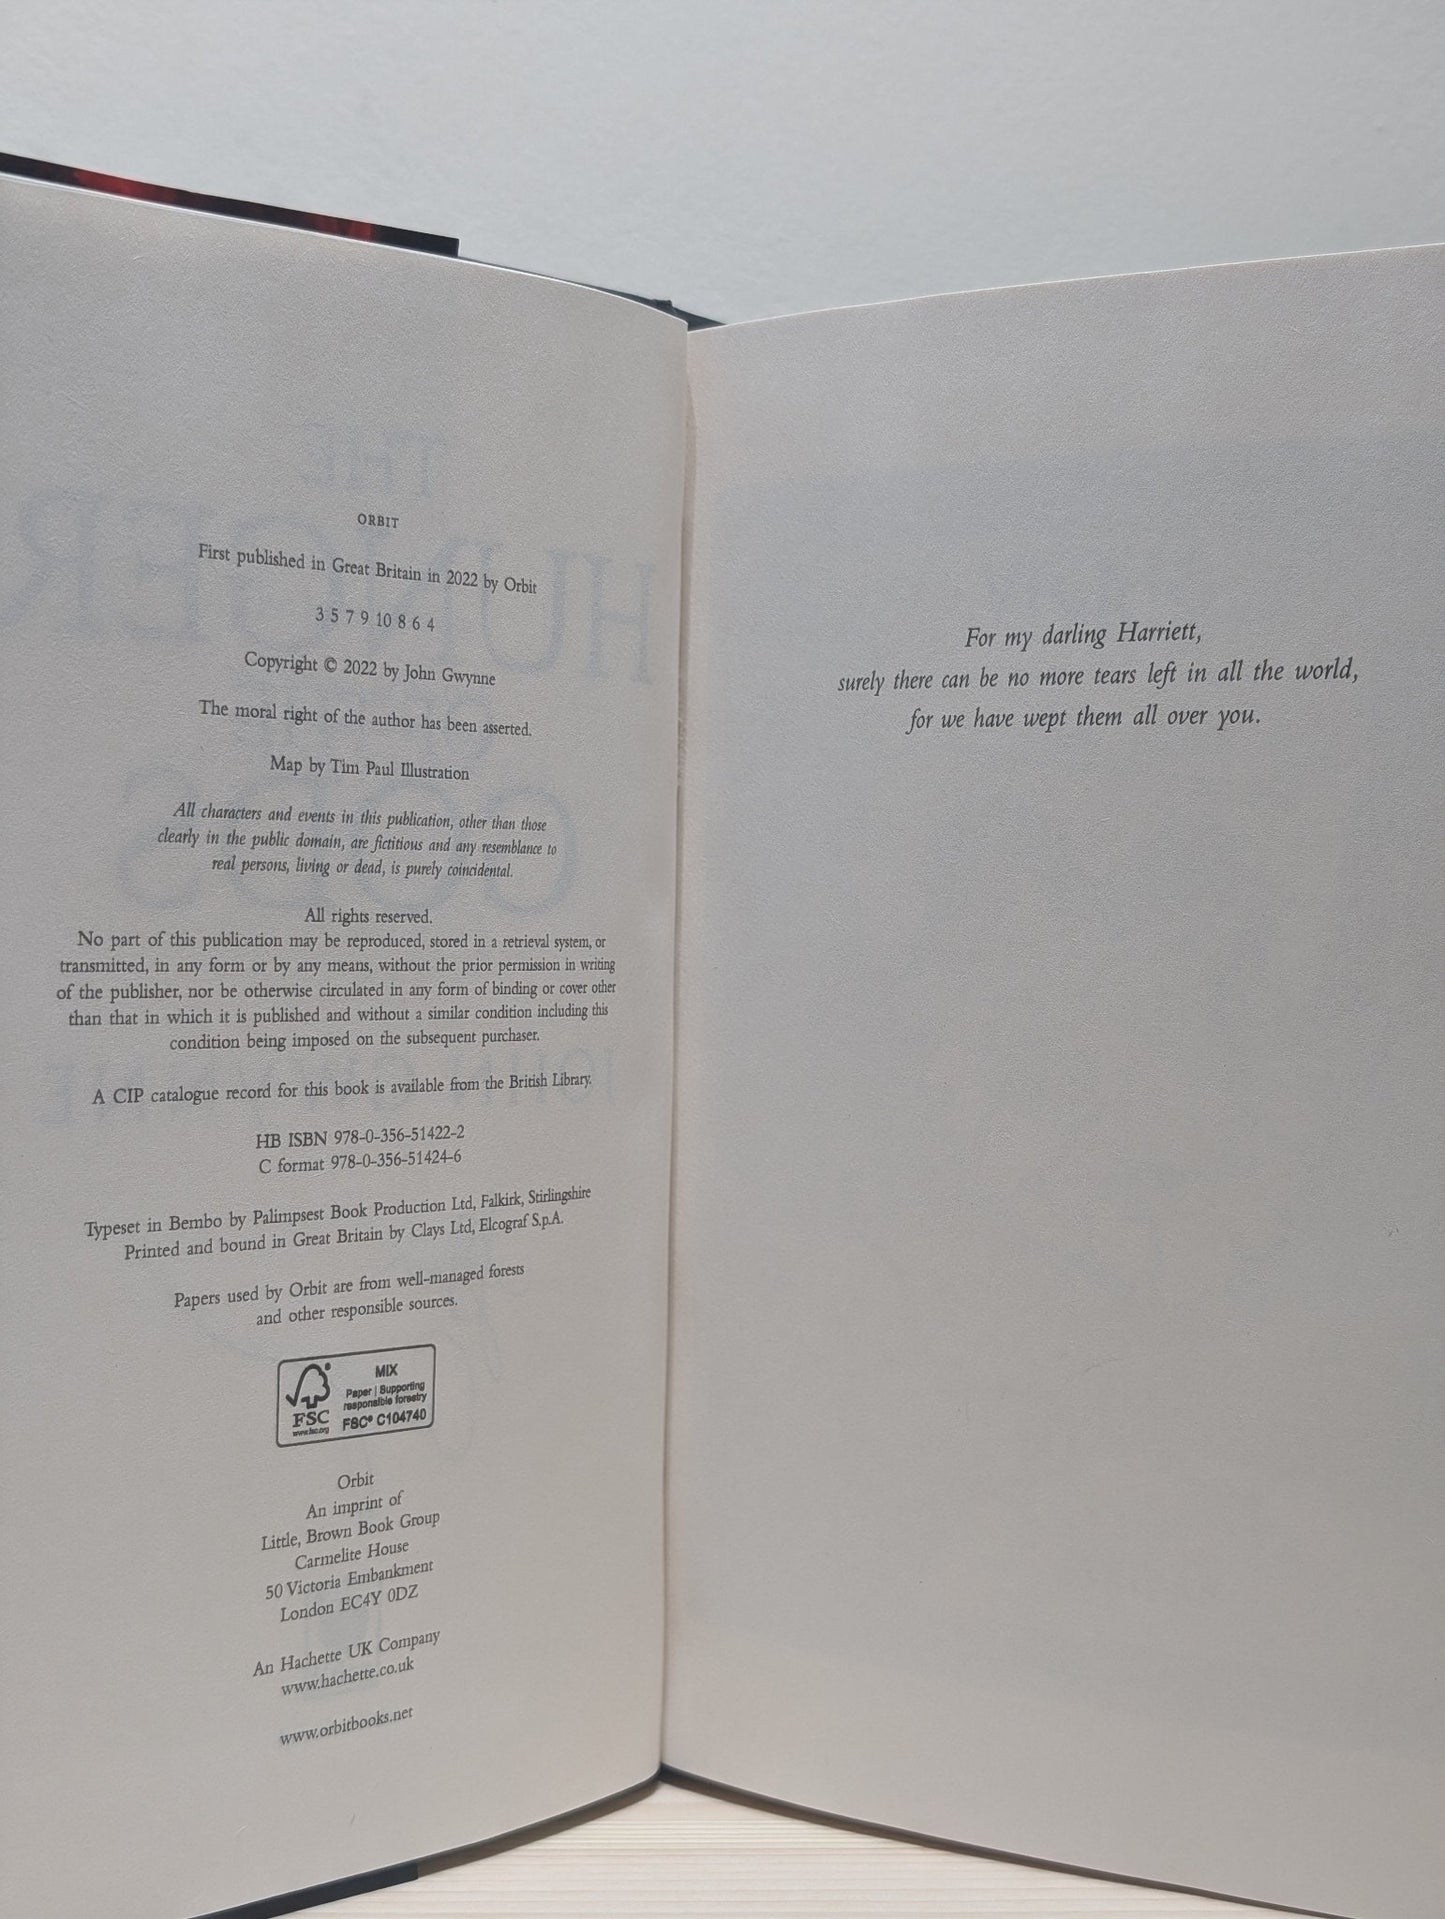 ORBIT
First published in Great Britain in 2022 by Orbit
3 5 7 9 10 8 6 4
Copyright © 2022 by John Gwynne
The moral right of the author has been asserted.
Map by Tim Paul Illustration
All characters and events in this publication, other than those
clearly in the public domain, are fictitious and any resemblance to
real persons, living or dead, is purely coincidental.
All rights reserved.
No part of this publication may be reproduced, stored in a retrieval system, or
transmitted, in any form or by any means, without the prior permission in writing
of the publisher, nor be otherwise circulated in any form of binding or cover other
than that in which it is published and without a similar condition including this
condition being imposed on the subsequent purchaser.
A CIP catalogue record for this book is available from the British Library.
HB ISBN 978-0-356-51422-2
C format 978-0-356-51424-6
Typeset in Bembo by Palimpsest Book Production Ltd, Falkirk, Stirlingshire
Printed and bound in Great Britain by Clays Ltd, Elcograf S.p.A.
Papers used by Orbit are from well-managed forests
and other responsible sources.
MIX
Paper | Supporting
responsible forestry
FSC® C104740
FSC
www.fsc.org
Orbit
An imprint of
Little, Brown Book Group
Carmelite House
50 Victoria Embankment
London EC4Y 0DZ
An Hachette UK Company
www.hachette.co.uk
www.orbitbooks.net
For my darling Harriett,
surely there can be no more tears left in all the world,
for we have wept them all over you.